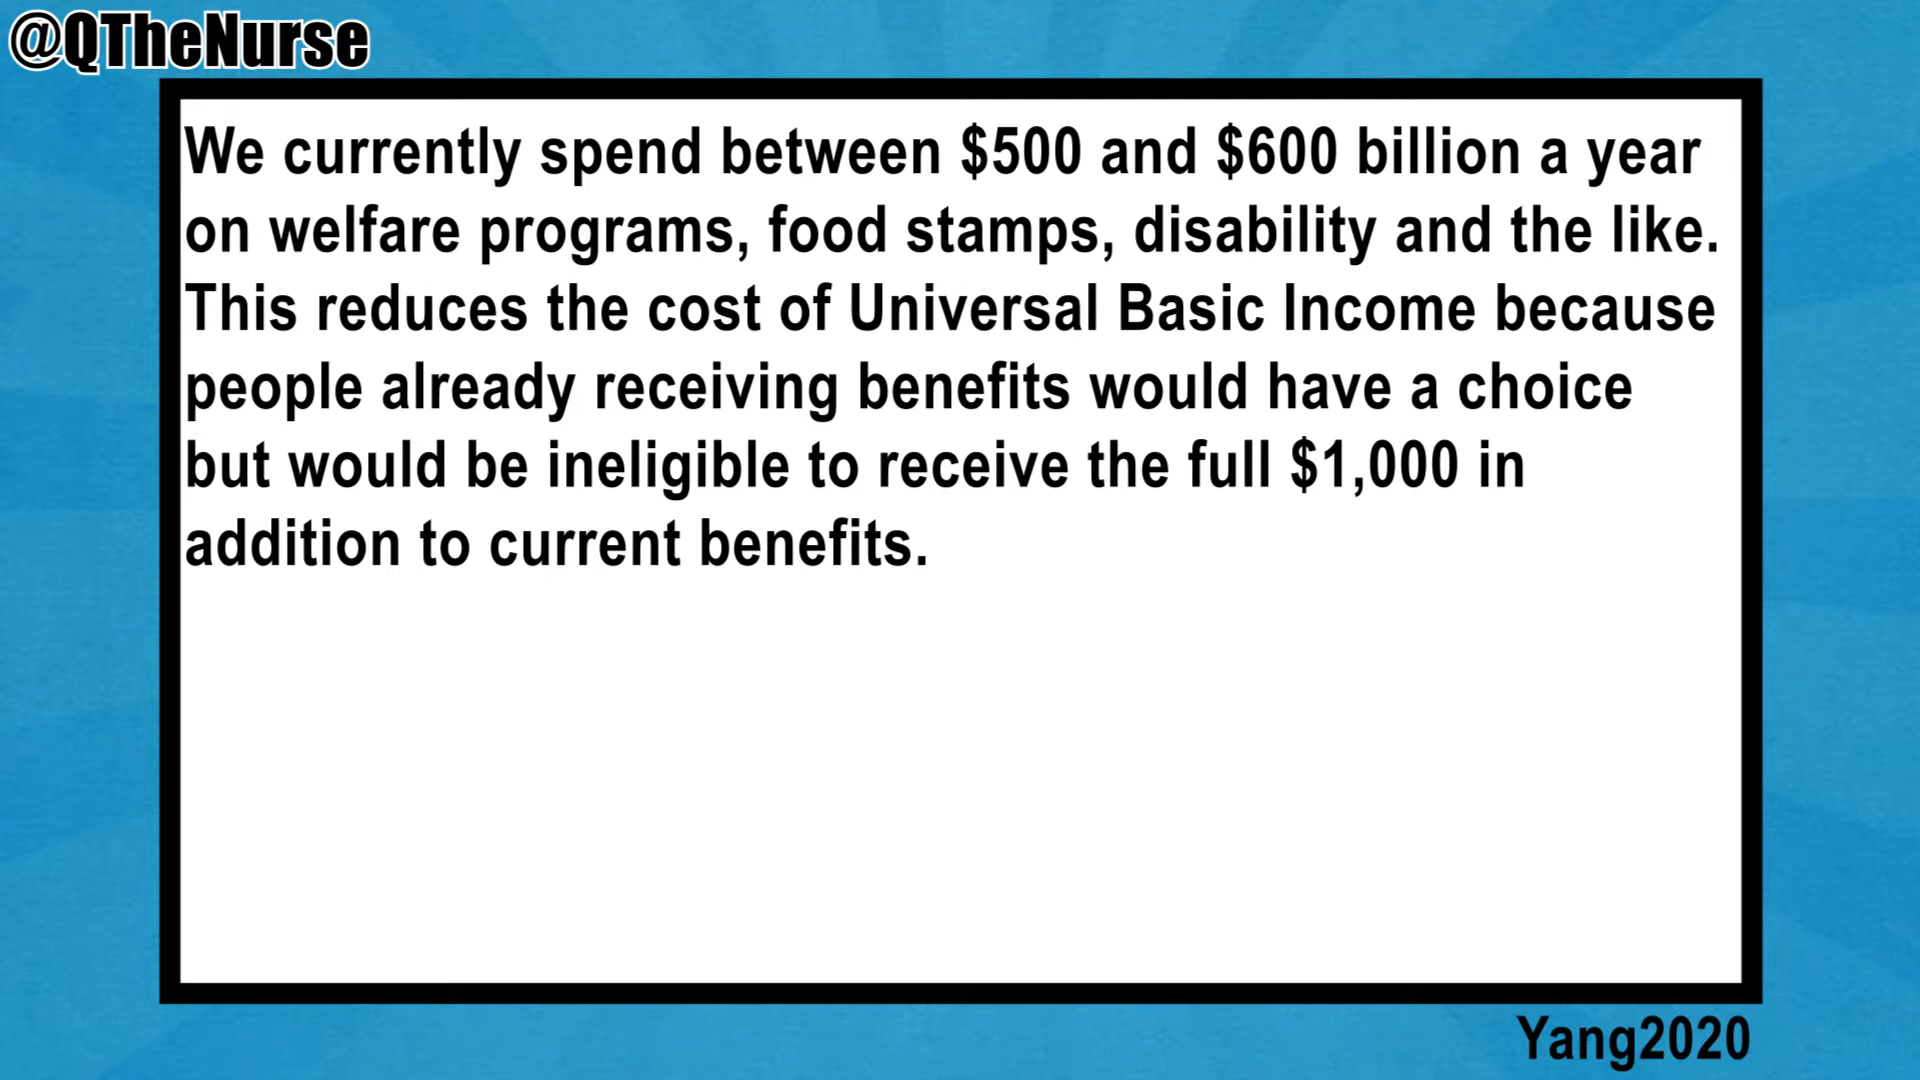 @QTheNurse
We currently spend between $500 and $600 billion a year
on welfare programs, food stamps, disability and the like.
This reduces the cost of Universal Basic Income because
people already receiving benefits would have a choice
but would be ineligible to receive the full $1,000 in
addition to current benefits.
Yang2020